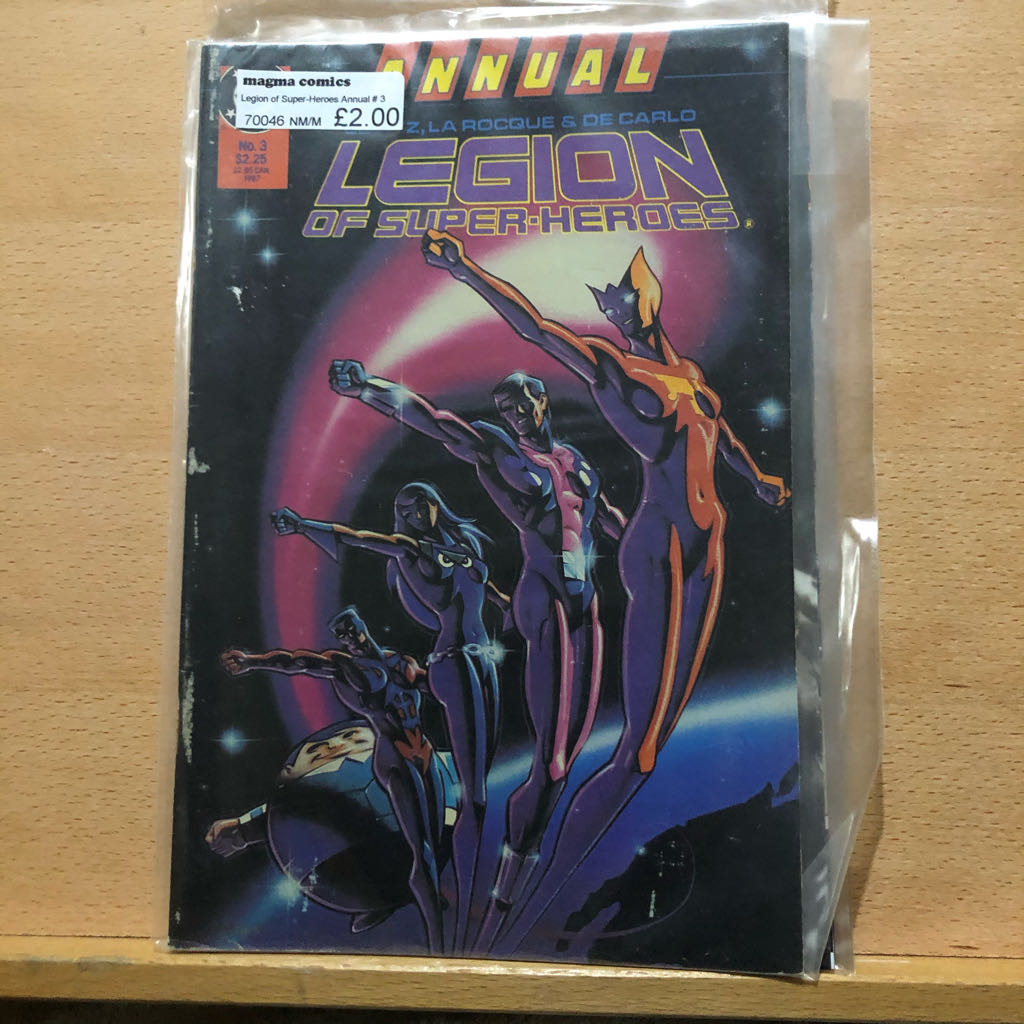 ANNUAL
magma comics
Legion of Super-Heroes Annual # 3
70046 NM/M £2.00
Z, LA ROCQUE & DE CARLO
No. 3
$2.25
1987
LEGION
OF SUPER-HEROES